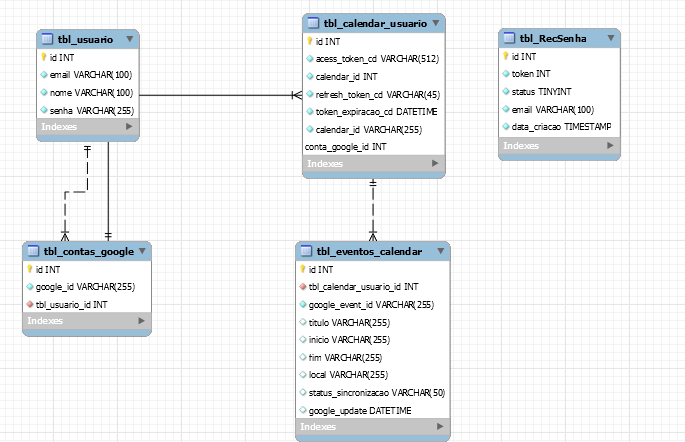 tbl_usuario
id INT
email VARCHAR(100)
nome VARCHAR(100)
senha VARCHAR(255)
Indexes
tbl_calendar_usuario
id INT
acess_token_cd VARCHAR(512)
calendar_id INT
refresh_token_cd VARCHAR(45)
token_expiracao_cd DATETIME
calendar_id VARCHAR(255)
conta_google_id INT
Indexes
tbl_RecSenha
id INT
token INT
status TINYINT
email VARCHAR(100)
data_criacao TIMESTAMP
Indexes
tbl_contas_google
id INT
google_id VARCHAR(255)
tbl_usuario_id INT
Indexes
tbl_eventos_calendar
id INT
tbl_calendar_usuario_id INT
google_event_id VARCHAR(255)
titulo VARCHAR(255)
inicio VARCHAR(255)
fim VARCHAR(255)
local VARCHAR(255)
status_sincronizacao VARCHAR(50)
google_update DATETIME
Indexes